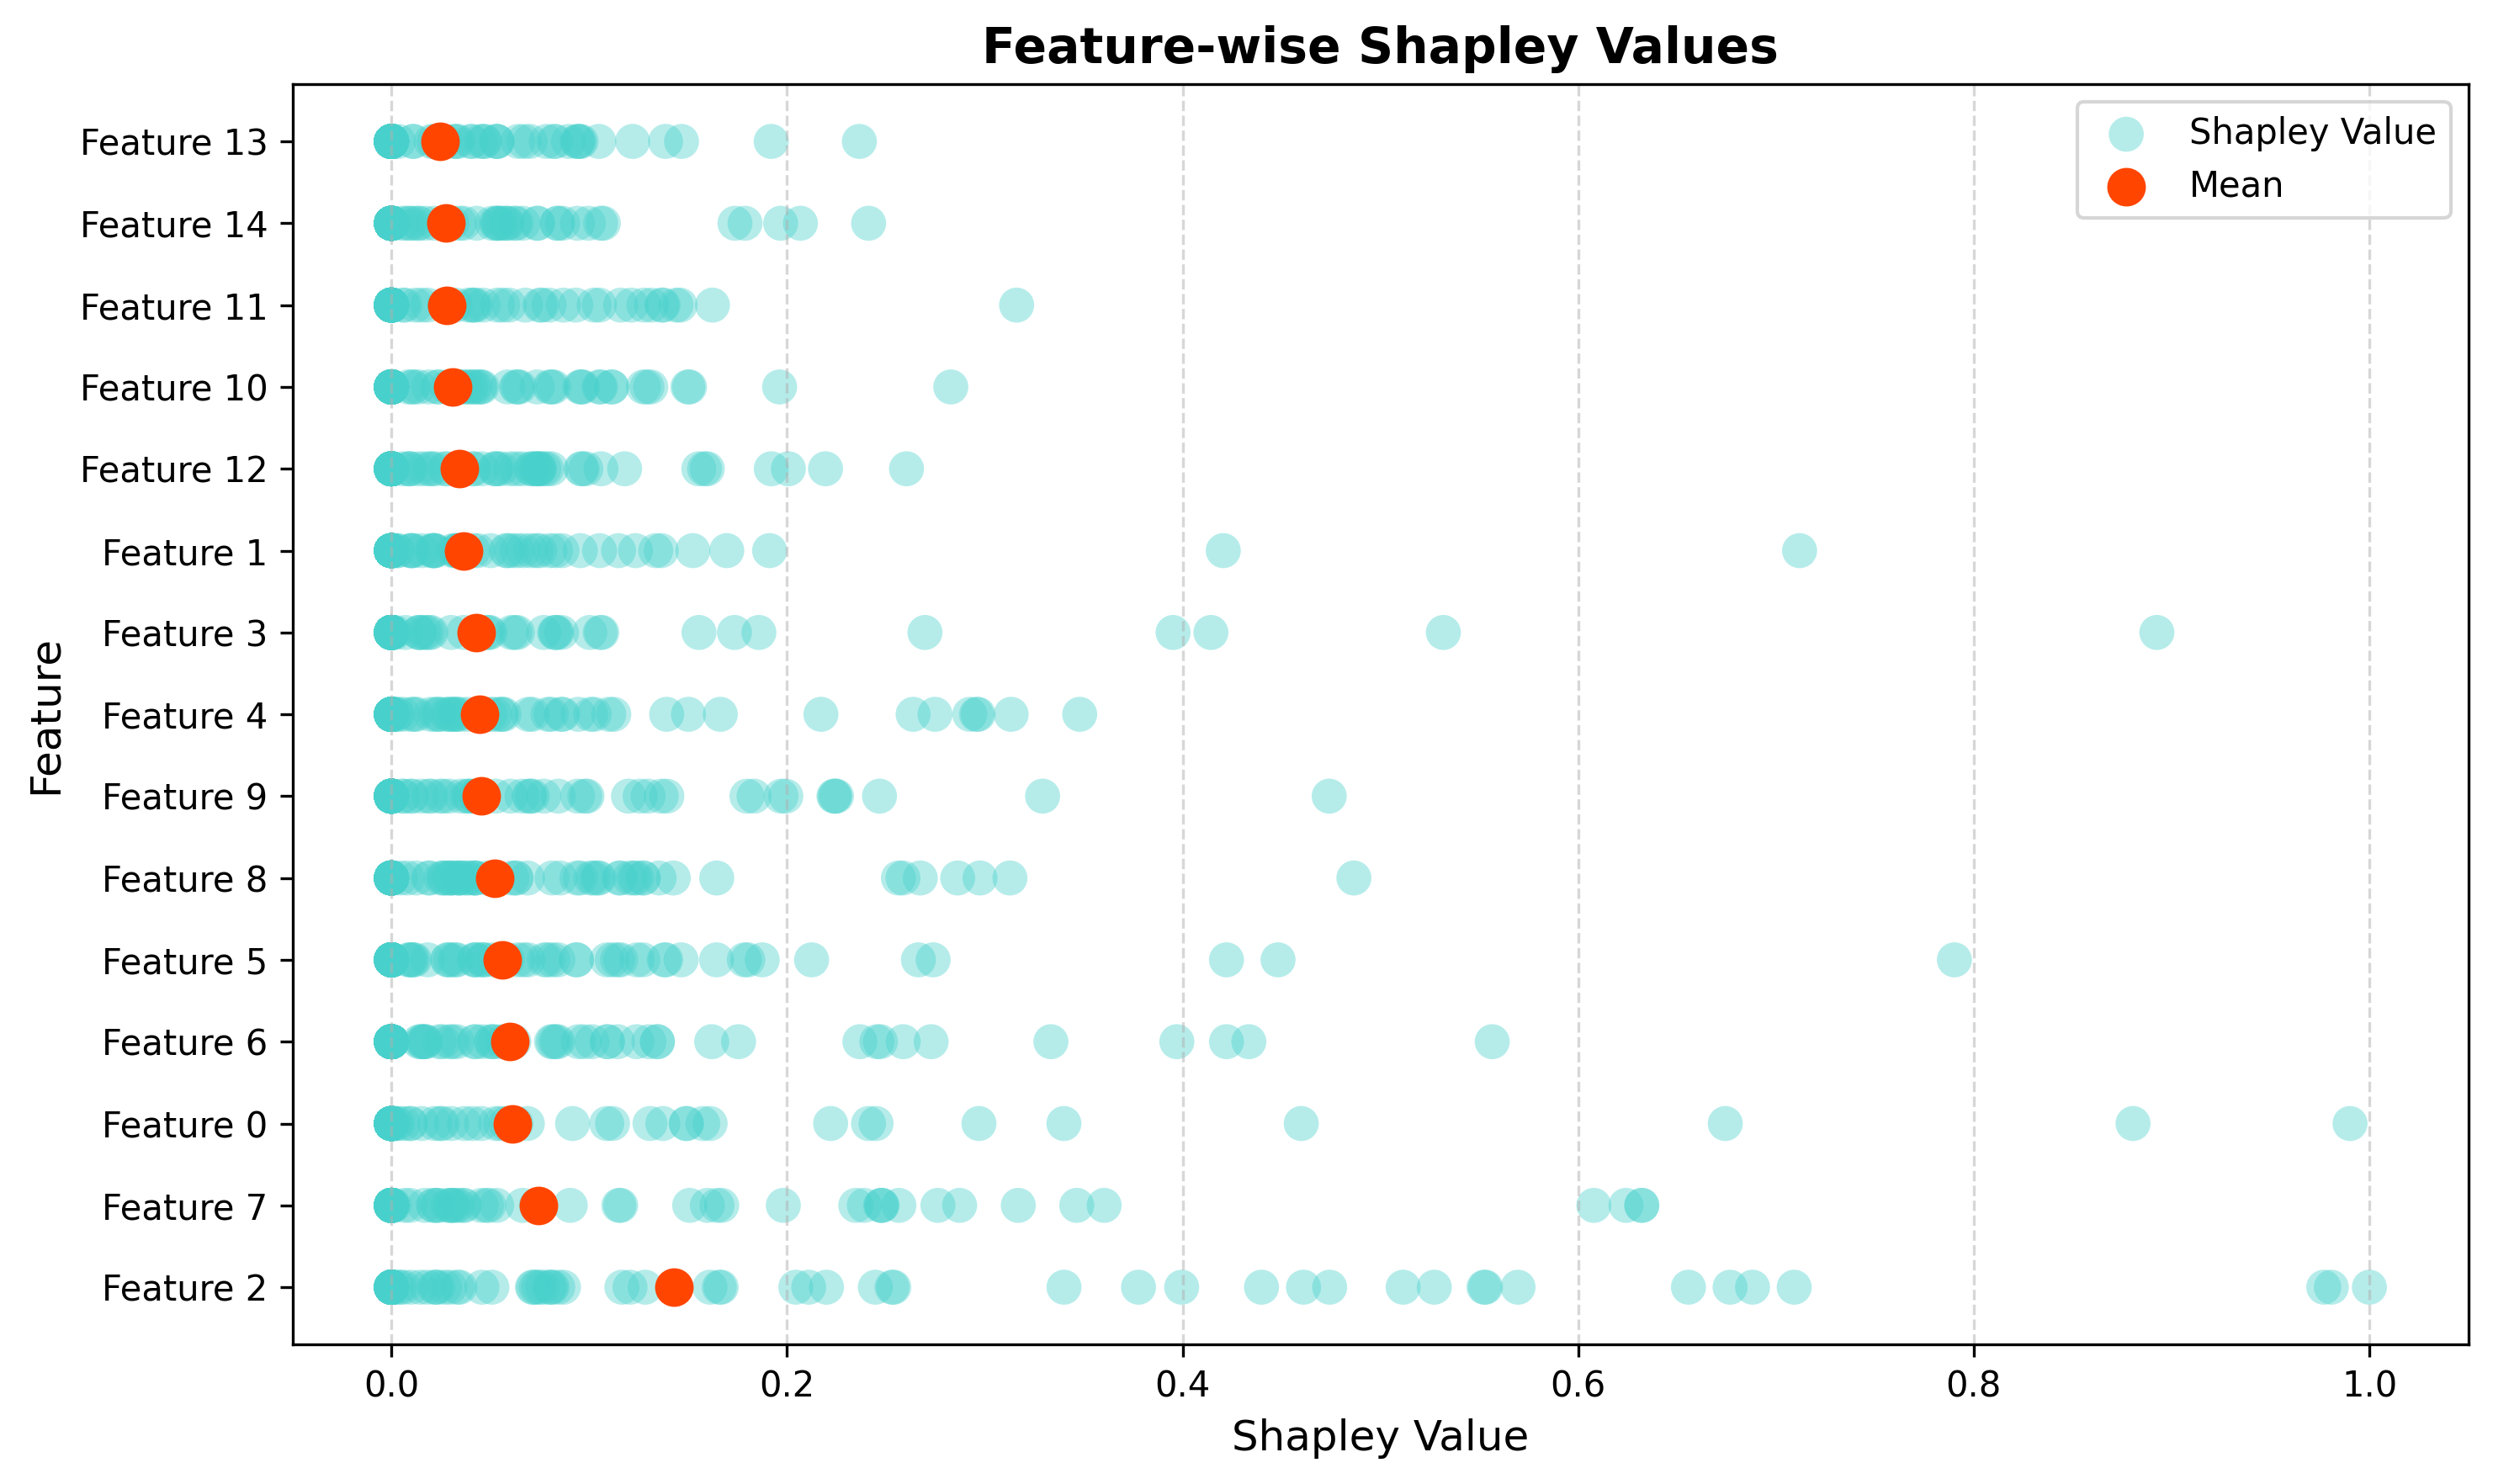 Feature-wise Shapley Values
Shapley Value
Mean
Feature
Feature 13
Feature 14
Feature 11
Feature 10
Feature 12
Feature 1
Feature 3
Feature 4
Feature 9
Feature 8
Feature 5
Feature 6
Feature 0
Feature 7
Feature 2
0.0 0.2 0.4 0.6 0.8 1.0
Shapley Value